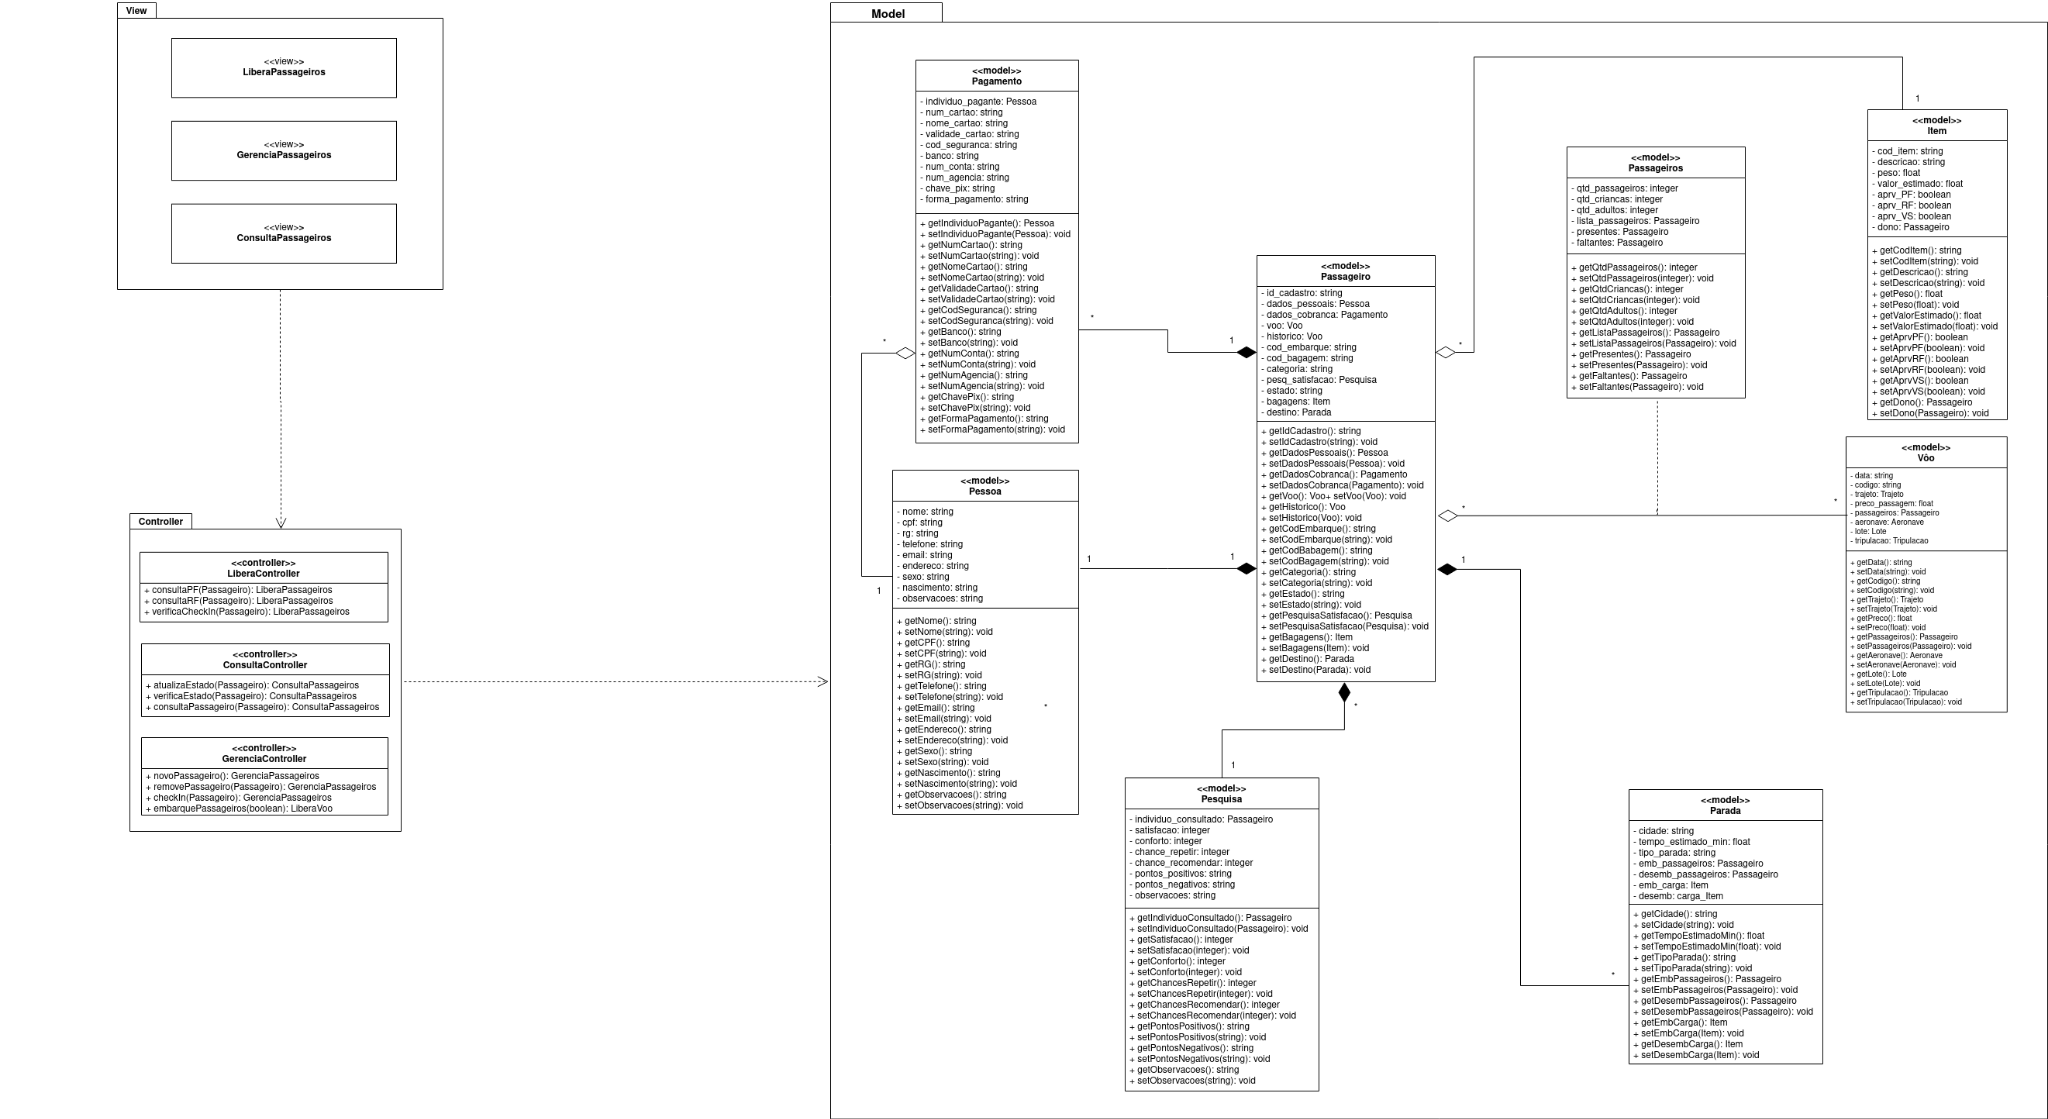 View
<<view>>
LiberaPassageiros
<<view>>
GerenciaPassageiros
<<view>>
ConsultaPassageiros
Controller
<<controller>>
LiberaController
+ consultaPF(Passageiro): LiberaPassageiros
+ consultaRF(Passageiro): LiberaPassageiros
+ verificaCheckIn(Passageiro): LiberaPassageiros
<<controller>>
ConsultaController
+ atualizaEstado(Passageiro): ConsultaPassageiros
+ verificaEstado(Passageiro): ConsultaPassageiros
+ consultaPassageiro(Passageiro): ConsultaPassageiros
<<controller>>
GerenciaController
+ novoPassageiro(): GerenciaPassageiros
+ removePassageiro(Passageiro): GerenciaPassageiros
+ checkIn(Passageiro): GerenciaPassageiros
+ embarquePassageiros(boolean): LiberaVoo
Model
<<model>>
Pagamento
- individuo_pagante: Pessoa
- num_cartao: string
- nome_cartao: string
- validade_cartao: string
- cod_seguranca: string
- banco: string
- num_conta: string
- num_agencia: string
- chave_pix: string
- forma_pagamento: string
+ getIndividuoPagante(): Pessoa
+ setIndividuoPagante(Pessoa): void
+ getNumCartao(): string
+ setNumCartao(string): void
+ getNomeCartao(): string
+ setNomeCartao(string): void
+ getValidadeCartao(): string
+ setValidadeCartao(string): void
+ getCodSeguranca(): string
+ setCodSeguranca(string): void
+ getBanco(): string
+ setBanco(string): void
+ getNumConta(): string
+ setNumConta(string): void
+ getNumAgencia(): string
+ setNumAgencia(string): void
+ getChavePix(): string
+ setChavePix(string): void
+ getFormaPagamento(): string
+ setFormaPagamento(string): void
*
1
*
1
<<model>>
Pessoa
- nome: string
- cpf: string
- rg: string
- telefone: string
- email: string
- endereco: string
- sexo: string
- nascimento: string
- observacoes: string
+ getNome(): string
+ setNome(string): void
+ getCPF(): string
+ setCPF(string): void
+ getRG(): string
+ setRG(string): void
+ getTelefone(): string
+ setTelefone(string): void
+ getEmail(): string
+ setEmail(string): void
+ getEndereco(): string
+ setEndereco(string): void
+ getSexo(): string
+ setSexo(string): void
+ getNascimento(): string
+ setNascimento(string): void
+ getObservacoes(): string
+ setObservacoes(string): void
*
1
1
<<model>>
Passageiro
- id_cadastro: string
- dados_pessoais: Pessoa
- dados_cobranca: Pagamento
- voo: Voo
- historico: Voo
- cod_embarque: string
- cod_bagagem: string
- categoria: string
- pesq_satisfacao: Pesquisa
- estado: string
- bagagens: Item
- destino: Parada
+ getIdCadastro(): string
+ setIdCadastro(string): void
+ getDadosPessoais(): Pessoa
+ setDadosPessoais(Pessoa): void
+ getDadosCobranca(): Pagamento
+ setDadosCobranca(Pagamento): void
+ getVoo(): Voo+ setVoo(Voo): void
+ getHistorico(): Voo
+ setHistorico(Voo): void
+ getCodEmbarque(): string
+ setCodEmbarque(string): void
+ getCodBabagem(): string
+ setCodBagagem(string): void
+ getCategoria(): string
+ setCategoria(string): void
+ getEstado(): string
+ setEstado(string): void
+ getPesquisaSatisfacao(): Pesquisa
+ setPesquisaSatisfacao(Pesquisa): void
+ getBagagens(): Item
+ setBagagens(Item): void
+ getDestino(): Parada
+ setDestino(Parada): void
*
1
*
*
1
*
*
1
<<model>>
Pesquisa
- individuo_consultado: Passageiro
- satisfacao: integer
- conforto: integer
- chance_repetir: integer
- chance_recomendar: integer
- pontos_positivos: string
- pontos_negativos: string
- observacoes: string
+ getIndividuoConsultado(): Passageiro
+ setIndividuoConsultado(Passageiro): void
+ getSatisfacao(): integer
+ setSatisfacao(integer): void
+ getConforto(): integer
+ setConforto(integer): void
+ getChancesRepetir(): integer
+ setChancesRepetir(integer): void
+ getChancesRecomendar(): integer
+ setChancesRecomendar(integer): void
+ getPontosPositivos(): string
+ setPontosPositivos(string): void
+ getPontosNegativos(): string
+ setPontosNegativos(string): void
+ getObservacoes(): string
+ setObservacoes(string): void
<<model>>
Passageiros
- qtd_passageiros: integer
- qtd_criancas: integer
- qtd_adultos: integer
- lista_passageiros: Passageiro
- presentes: Passageiro
- faltantes: Passageiro
+ getQtdPassageiros(): integer
+ setQtdPassageiros(integer): void
+ getQtdCriancas(): integer
+ setQtdCriancas(integer): void
+ getQtdAdultos(): integer
+ setQtdAdultos(integer): void
+ getListaPassageiros(): Passageiro
+ setListaPassageiros(Passageiro): void
+ getPresentes(): Passageiro
+ setPresentes(Passageiro): void
+ getFaltantes(): Passageiro
+ setFaltantes(Passageiro): void
<<model>>
Item
- cod_item: string
- descricao: string
- peso: float
- valor_estimado: float
- aprv_PF: boolean
- aprv_RF: boolean
- aprv_VS: boolean
- dono: Passageiro
+ getCodItem(): string
+ setCodItem(string): void
+ getDescricao(): string
+ setDescricao(string): void
+ getPeso(): float
+ setPeso(float): void
+ getValorEstimado(): float
+ setValorEstimado(float): void
+ getAprvPF(): boolean
+ setAprvPF(boolean): void
+ getAprvRF(): boolean
+ setAprvRF(boolean): void
+ getAprvVS(): boolean
+ setAprvVS(boolean): void
+ getDono(): Passageiro
+ setDono(Passageiro): void
<<model>>
Vôo
- data: string
- codigo: string
- trajeto: Trajeto
- preco_passagem: float
- passageiros: Passageiro
- aeronave: Aeronave
- lote: Lote
- tripulacao: Tripulacao
+ getData(): string
+ setData(string): void
+ getCodigo(): string
+ setCodigo(string): void
+ getTrajeto(): Trajeto
+ setTrajeto(Trajeto): void
+ getPreco(): float
+ setPreco(float): void
+ getPassageiros(): Passageiro
+ setPassageiros(Passageiro): void
+ getAeronave(): Aeronave
+ setAeronave(Aeronave): void
+ getLote(): Lote
+ setLote(Lote): void
+ getTripulacao(): Tripulacao
+ setTripulacao(Tripulacao): void
<<model>>
Parada
- cidade: string
- tempo_estimado_min: float
- tipo_parada: string
- emb_passageiros: Passageiro
- desemb_passageiros: Passageiro
- emb_carga: Item
- desemb: carga_Item
+ getCidade(): string
+ setCidade(string): void
+ getTempoEstimadoMin(): float
+ setTempoEstimadoMin(float): void
+ getTipoParada(): string
+ setTipoParada(string): void
+ getEmbPassageiros(): Passageiro
+ setEmbPassageiros(Passageiro): void
+ getDesembPassageiros(): Passageiro
+ setDesembPassageiros(Passageiro): void
+ getEmbCarga(): Item
+ setEmbCarga(Item): void
+ getDesembCarga(): Item
+ setDesembCarga(Item): void
1
*